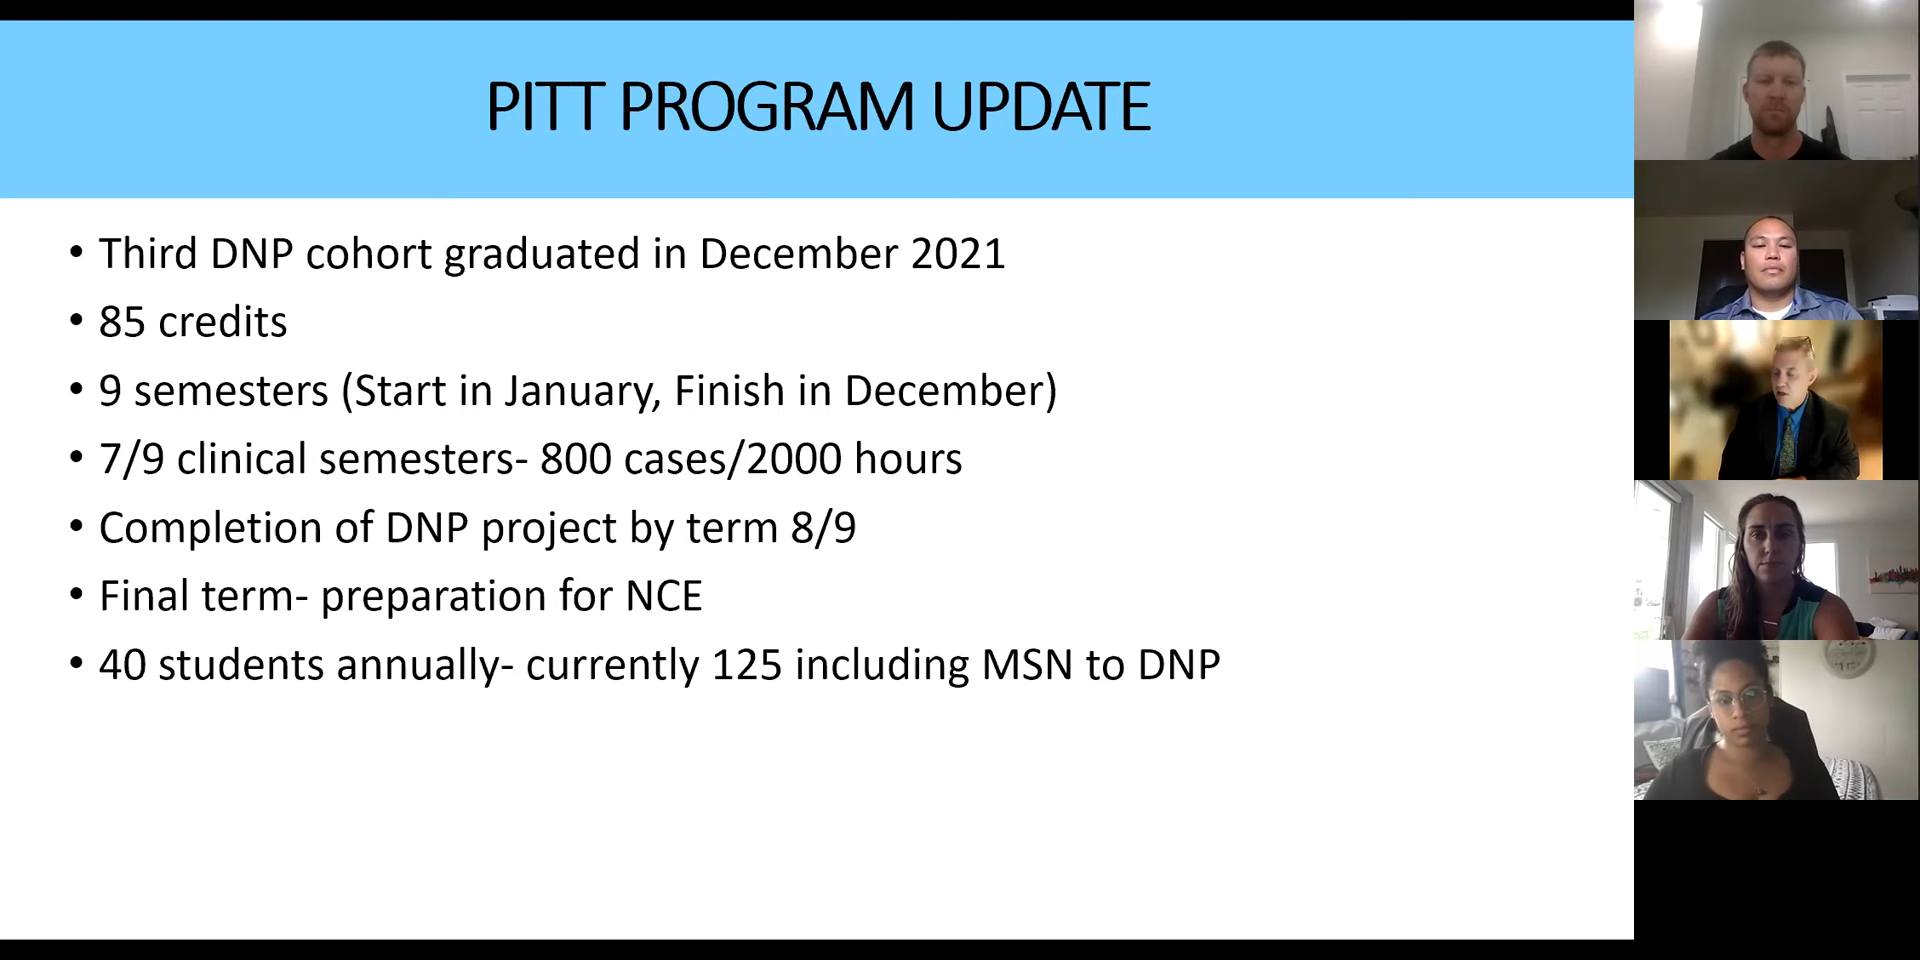 PITT PROGRAM UPDATE
• Third DNP cohort graduated in December 2021
• 85 credits
• 9 semesters (Start in January, Finish in December)
• 7/9 clinical semesters- 800 cases/2000 hours
• Completion of DNP project by term 8/9
• Final term- preparation for NCE
• 40 students annually- currently 125 including MSN to DNP